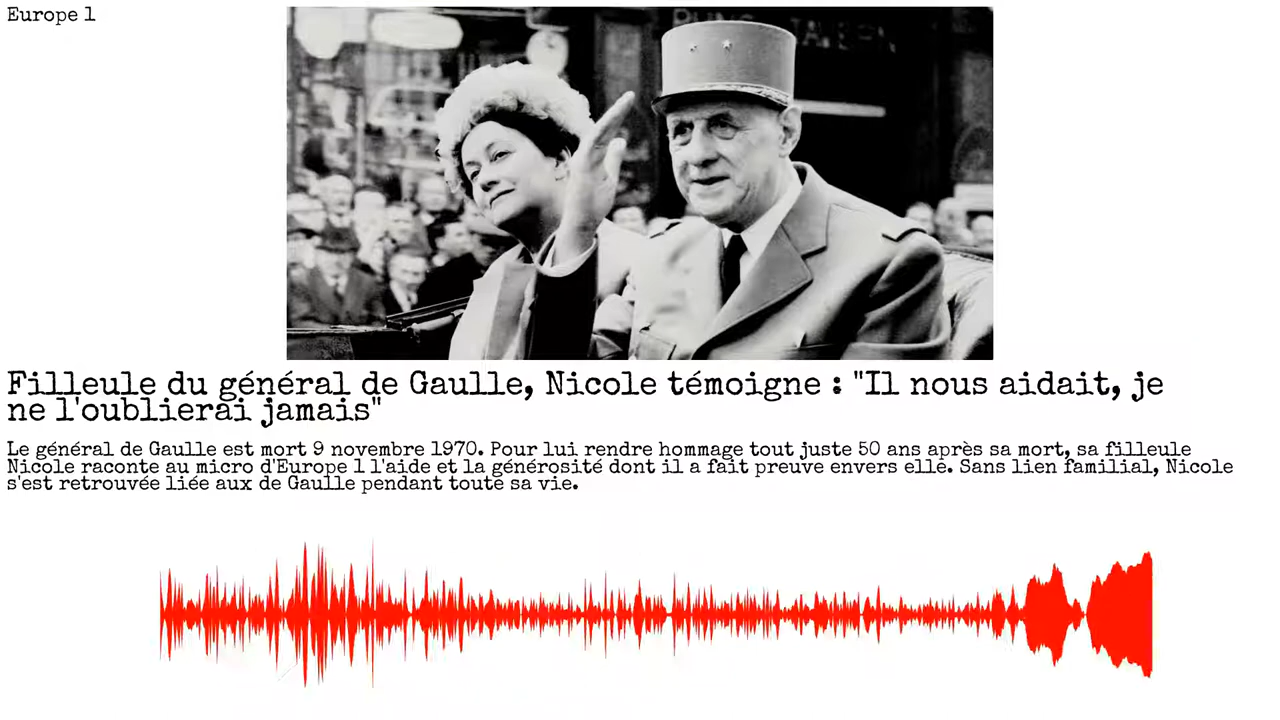 Europe 1
Filleule du général de Gaulle, Nicole témoigne : "Il nous aidait, je
ne l'oublierai jamais"
Le général de Gaulle est mort 9 novembre 1970. Pour lui rendre hommage tout juste 50 ans après sa mort, sa filleule
Nicole raconte au micro d'Europe 1 l'aide et la générosité dont il a fait preuve envers elle. Sans lien familial, Nicole
s'est retrouvée liée aux de Gaulle pendant toute sa vie.